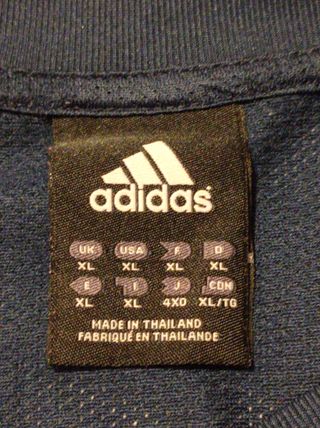 adidas
UK USA F D
XL XL XL XL
E I J CDN
XL XL 4XO XL/TG
MADE IN THAILAND
FABRIQUÉ EN THAILANDE